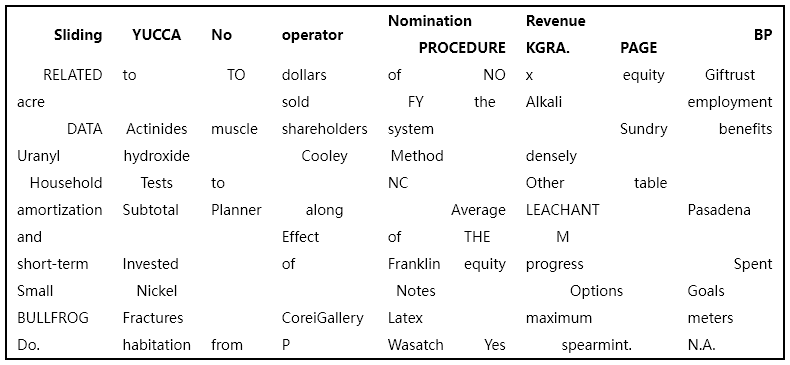 Nomination Revenue
Sliding YUCCA No operator BP
PROCEDURE KGRA. PAGE
RELATED to TO dollars of NO x equity Giftrust
acre sold FY the Alkali employment
DATA Actinides muscle shareholders system Sundry benefits
Uranyl hydroxide Cooley Method densely
Household Tests to NC Other table
amortization Subtotal Planner along Average LEACHANT Pasadena
and Effect of THE M
short-term Invested of Franklin equity progress Spent
Small Nickel Notes Options Goals
BULLFROG Fractures CoreiGallery Latex maximum meters
Do. habitation from P Wasatch Yes spearmint. N.A.